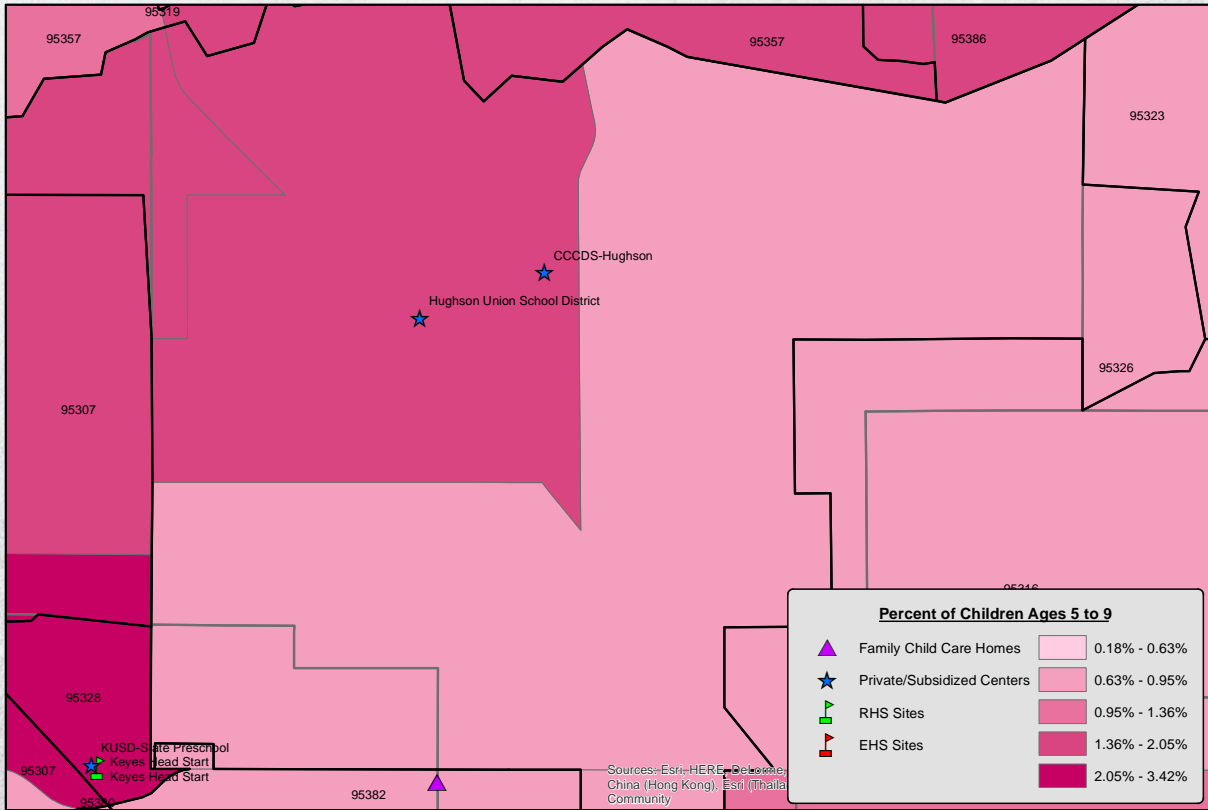 95319
95357
95357
95386
95323
CCCDS-Hughson
Hughson Union School District
95326
95307
95316
95328
KUSD-State Preschool
Keyes Head Start
95307
Keyes Head Start
95382
Sources: Esri, HERE, DeLorme,
China (Hong Kong), Esri (Thaila
Community
Percent of Children Ages 5 to 9
Family Child Care Homes
0.18% - 0.63%
Private/Subsidized Centers
0.63% - 0.95%
RHS Sites
0.95% - 1.36%
EHS Sites
1.36% - 2.05%
2.05% - 3.42%